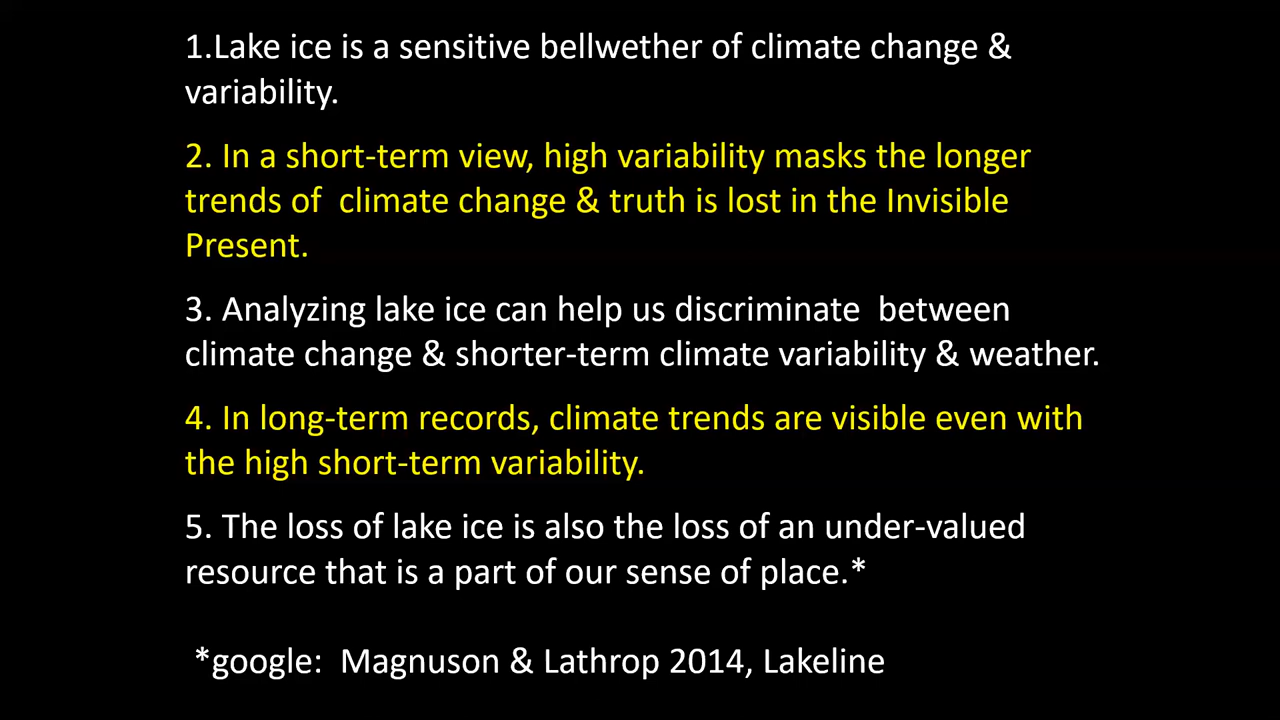 1.Lake ice is a sensitive bellwether of climate change &
variability.
2. In a short-term view, high variability masks the longer
trends of  climate change & truth is lost in the Invisible
Present.
3. Analyzing lake ice can help us discriminate  between
climate change & shorter-term climate variability & weather.
4. In long-term records, climate trends are visible even with
the high short-term variability.
5. The loss of lake ice is also the loss of an under-valued
resource that is a part of our sense of place.*
*google:  Magnuson & Lathrop 2014, Lakeline